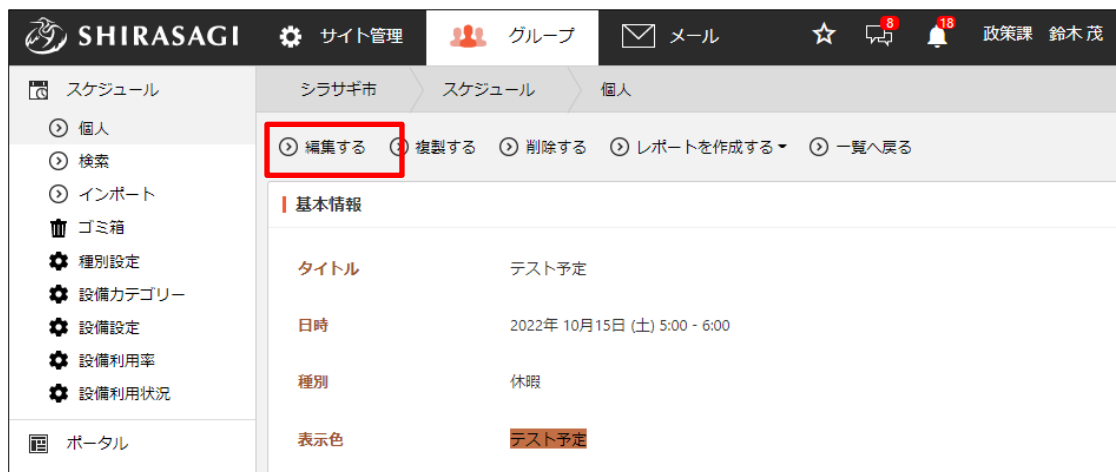 SHIRASAGI サイト管理 グループ メール 8 18 政策課 鈴木 茂
スケジュール
個人
検索
インポート
ゴミ箱
種別設定
設備カテゴリー
設備設定
設備利用率
設備利用状況
ポータル
シラサギ市 スケジュール 個人
編集する 複製する 削除する レポートを作成する 一覧へ戻る
基本情報
タイトル テスト予定
日時 2022年 10月15日 (土) 5:00 - 6:00
種別 休暇
表示色 テスト予定